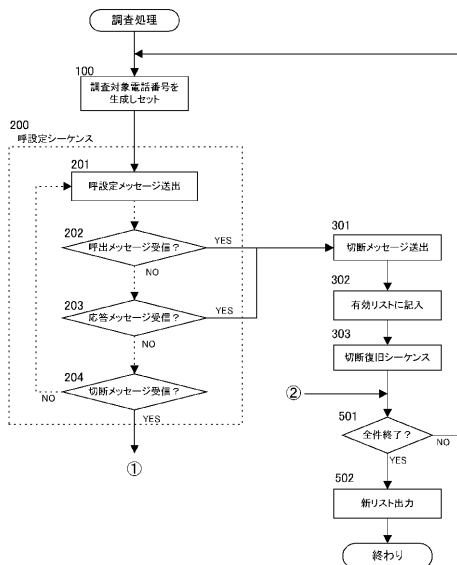 調査処理
100
調査対象電話番号を
生成しセット
200
呼設定シーケンス
201
呼設定メッセージ送出
202
呼出メッセージ受信？
YES
NO
203
応答メッセージ受信？
YES
NO
204
切断メッセージ受信？
NO
YES
①
301
切断メッセージ送出
302
有効リストに記入
303
切断復旧シーケンス
②
501
全件終了？
NO
YES
502
新リスト出力
終わり